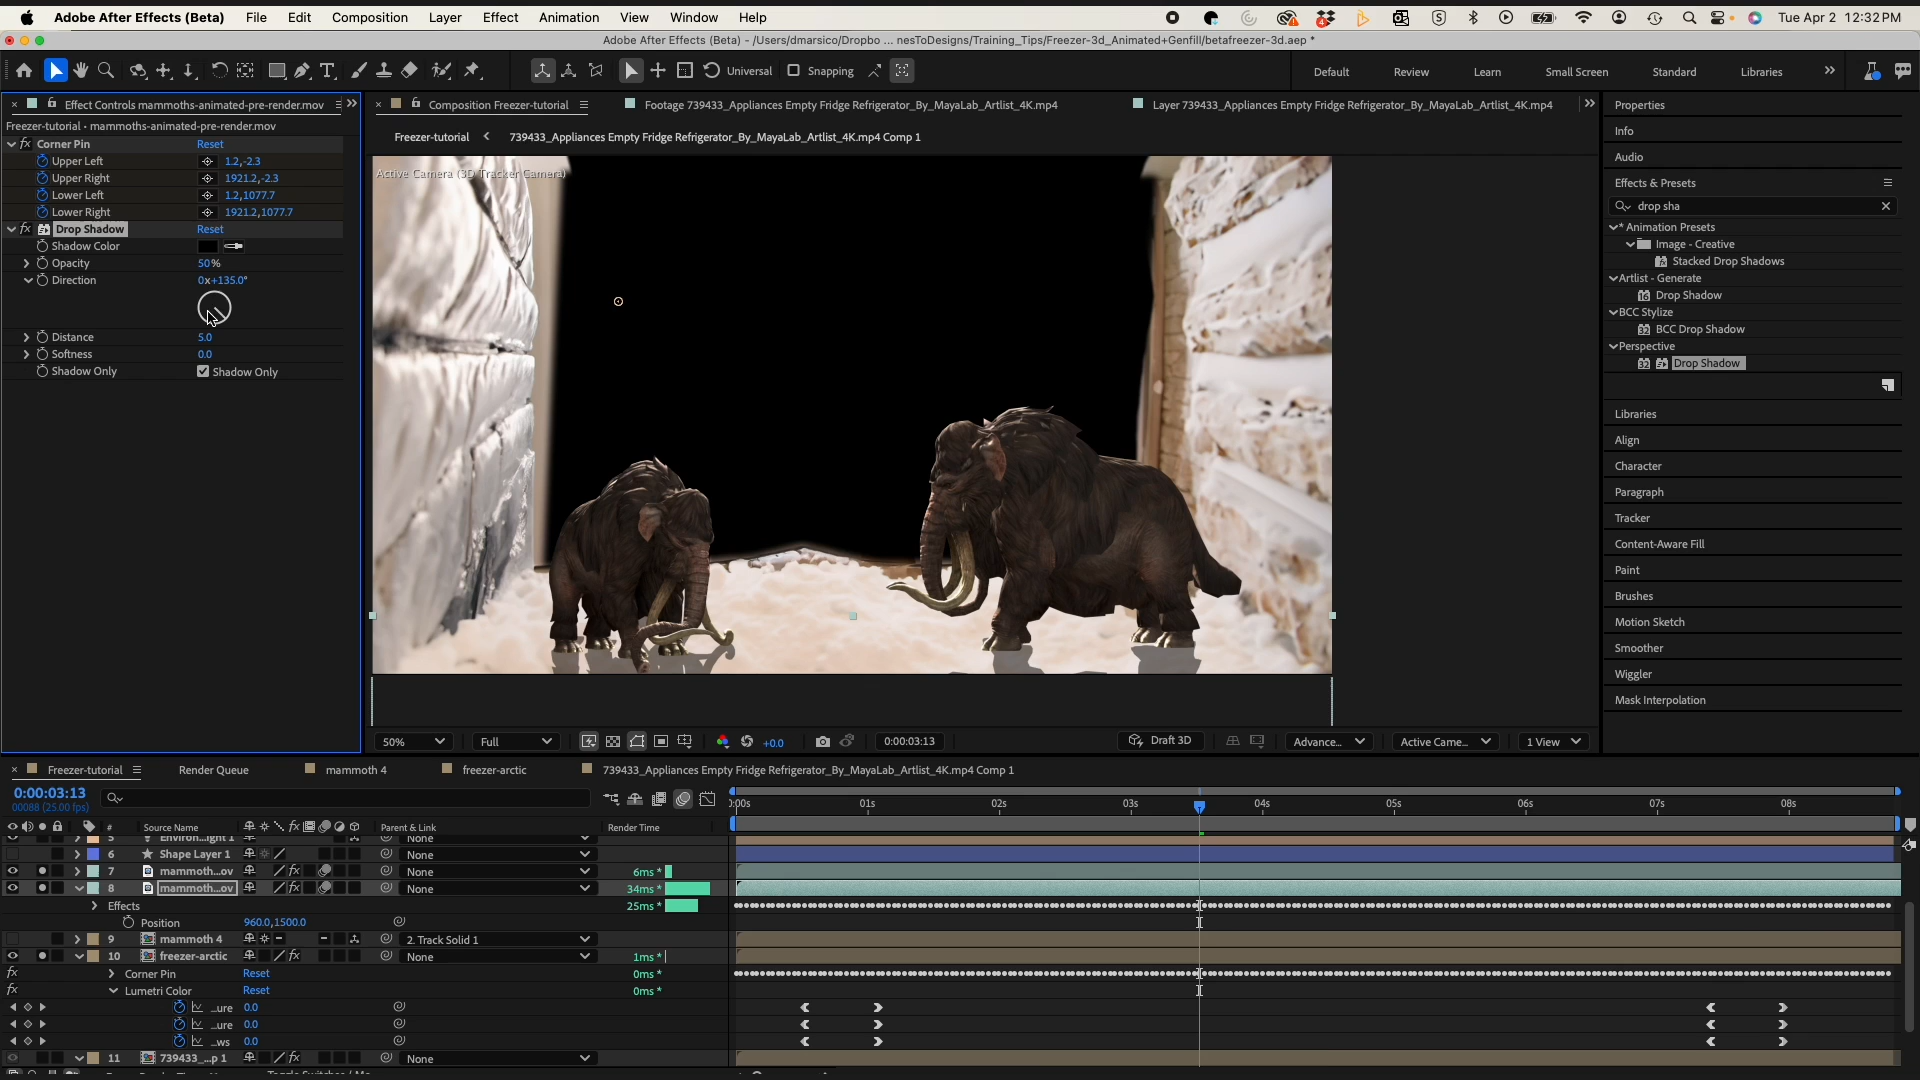 Adobe After Effects (Beta) File Edit Composition Layer Effect Animation View Window Help Tue Apr 2 12:32PM
Adobe After Effects (Beta) - /Users/dmarsico/Dropbo ... nesToDesigns/Training_Tips/Freezer-3d_Animated+Genfill/betafreezer-3d.aep *
Universal Snapping Default Review Learn Small Screen Standard Libraries
Effect Controls mammoths-animated-pre-render.mov
Freezer-tutorial • mammoths-animated-pre-render.mov
Corner Pin Reset
Upper Left 1.2,-2.3
Upper Right 1921.2,-2.3
Lower Left 1.2,1077.7
Lower Right 1921.2,1077.7
Drop Shadow Reset
Shadow Color
Opacity 50%
Direction 0x+135.0°
Distance 5.0
Softness 0.0
Shadow Only Shadow Only
Composition Freezer-tutorial Footage 739433_Appliances Empty Fridge Refrigerator_By_MayaLab_Artlist_4K.mp4 Layer 739433_Appliances Empty Fridge Refrigerator_By_MayaLab_Artlist_4K.mp4
Freezer-tutorial 739433_Appliances Empty Fridge Refrigerator_By_MayaLab_Artlist_4K.mp4 Comp 1
Active Camera (3D Tracker Camera)
50% Full +0.0 0:00:03:13 Draft 3D Advance... Active Came... 1 View
Properties
Info
Audio
Effects & Presets
drop sha
* Animation Presets
Image - Creative
Stacked Drop Shadows
Artlist - Generate
16 Drop Shadow
BCC Stylize
32 BCC Drop Shadow
Perspective
32 Drop Shadow
Libraries
Align
Character
Paragraph
Tracker
Content-Aware Fill
Paint
Brushes
Motion Sketch
Smoother
Wiggler
Mask Interpolation
Freezer-tutorial Render Queue mammoth 4 freezer-arctic 739433_Appliances Empty Fridge Refrigerator_By_MayaLab_Artlist_4K.mp4 Comp 1
0:00:03:13
00088 (25.00 fps)
0:00s 01s 02s 03s 04s 05s 06s 07s 08s
# Source Name Parent & Link Render Time
5 Environ...ight 1 None
6 Shape Layer 1 None
7 mammoth...ov None 6ms *
8 mammoth...ov None 34ms *
Effects 25ms *
Position 960.0,1500.0
9 mammoth 4 2. Track Solid 1
10 freezer-arctic None 1ms *
Corner Pin Reset 0ms *
Lumetri Color Reset 0ms *
...ure 0.0
...ure 0.0
...ws 0.0
11 739433_...p 1 None